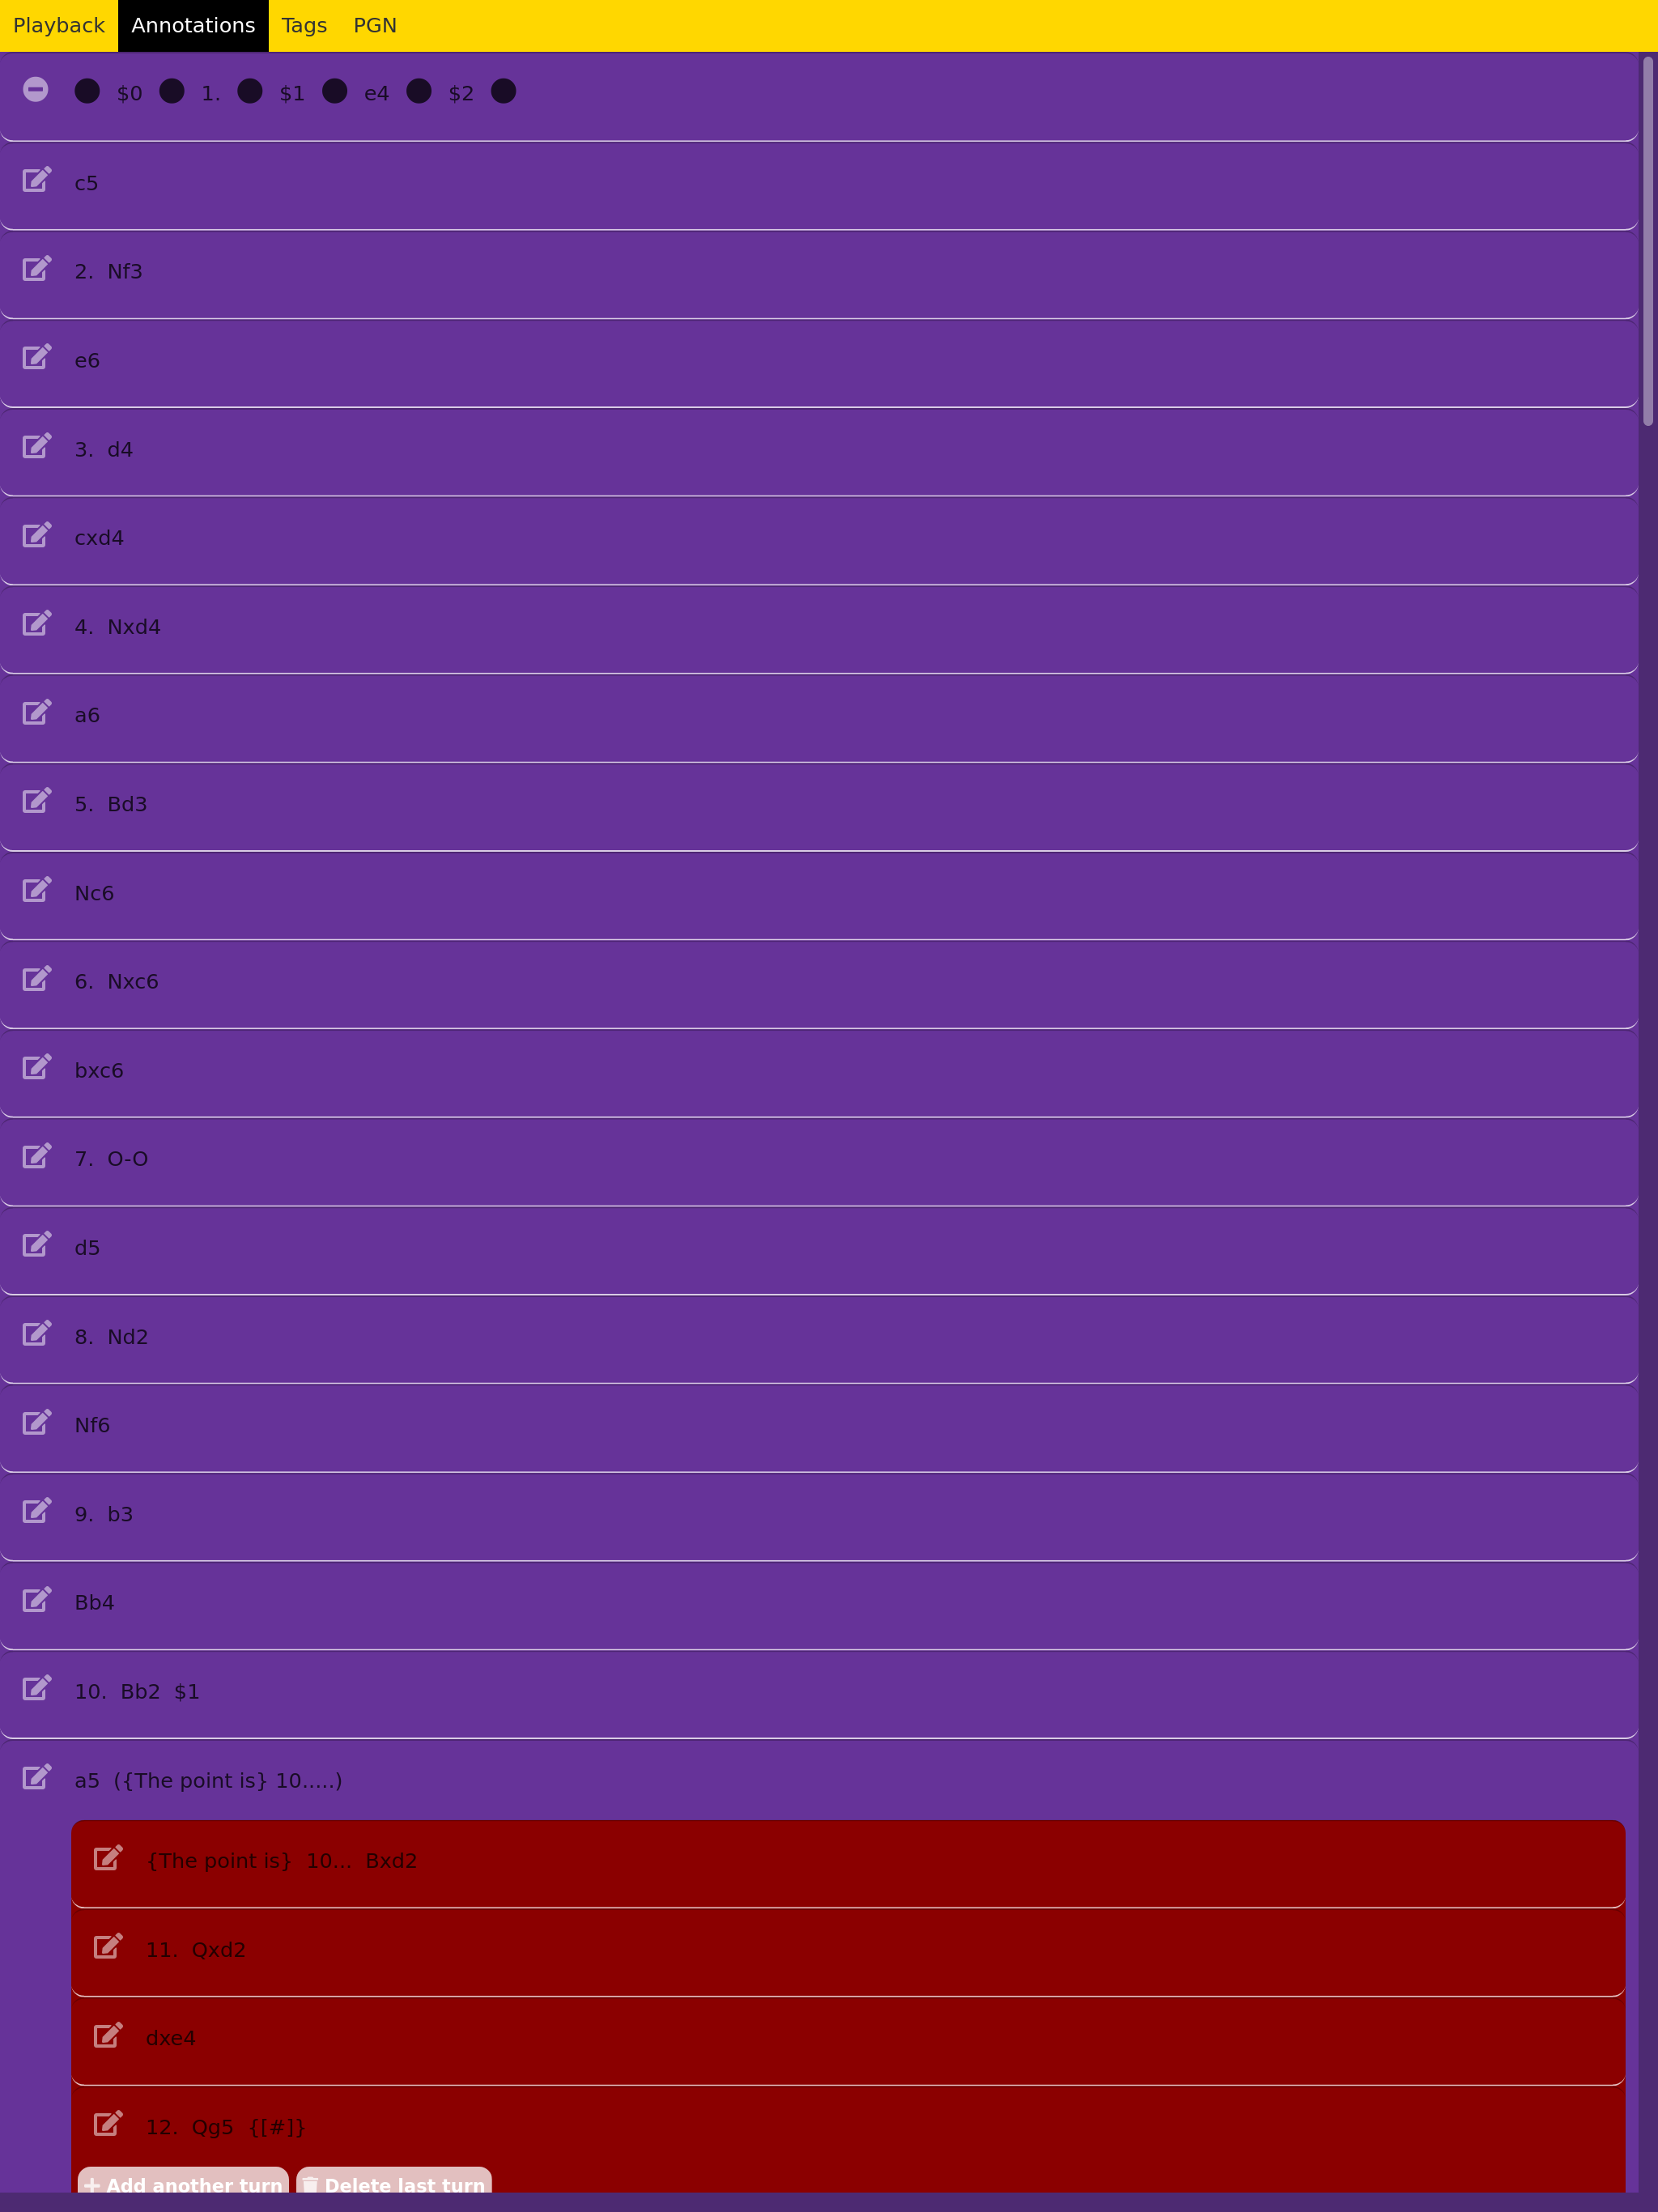 Playback Annotations Tags PGN
$0 1. $1 e4 $2
c5
2. Nf3
e6
3. d4
cxd4
4. Nxd4
a6
5. Bd3
Nc6
6. Nxc6
bxc6
7. O-O
d5
8. Nd2
Nf6
9. b3
Bb4
10. Bb2 $1
a5 ({The point is} 10.....)
{The point is} 10... Bxd2
11. Qxd2
dxe4
12. Qg5 {[#]}
Add another turn Delete last turn